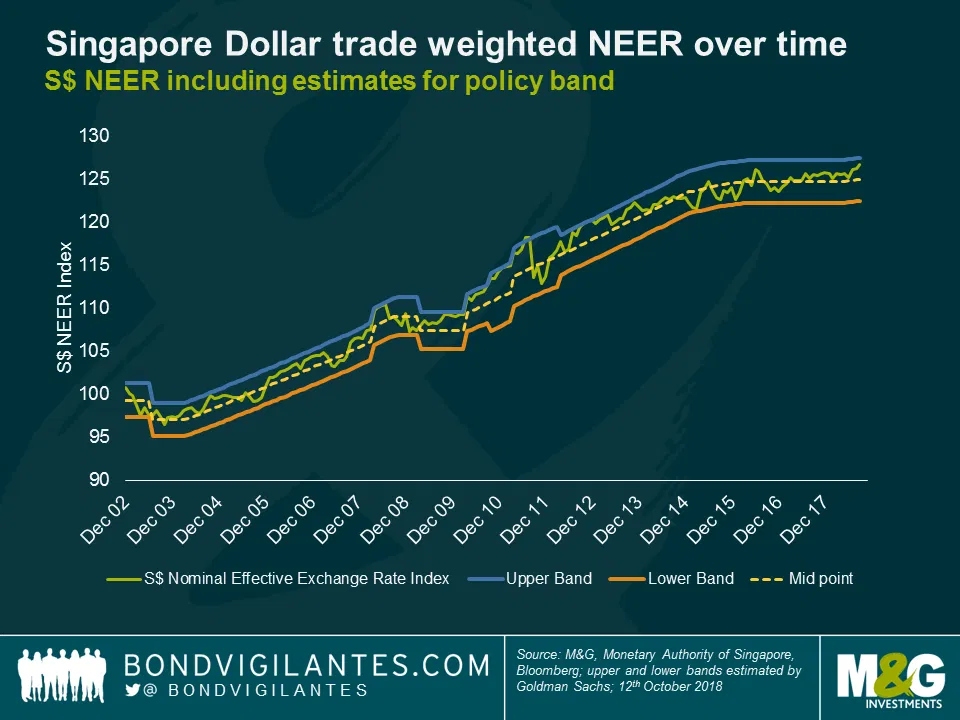 Singapore Dollar trade weighted NEER over time
S$ NEER including estimates for policy band
S$ NEER Index
130
125
120
115
110
105
100
95
90
Dec 02
Dec 03
Dec 04
Dec 05
Dec 06
Dec 07
Dec 08
Dec 09
Dec 10
Dec 11
Dec 12
Dec 13
Dec 14
Dec 15
Dec 16
Dec 17
S$ Nominal Effective Exchange Rate Index
Upper Band
Lower Band
Mid point
BONDVIGILANTES.COM
@ BONDVIGILANTES
Source: M&G, Monetary Authority of Singapore,
Bloomberg; upper and lower bands estimated by
Goldman Sachs; 12th October 2018
M&G
INVESTMENTS